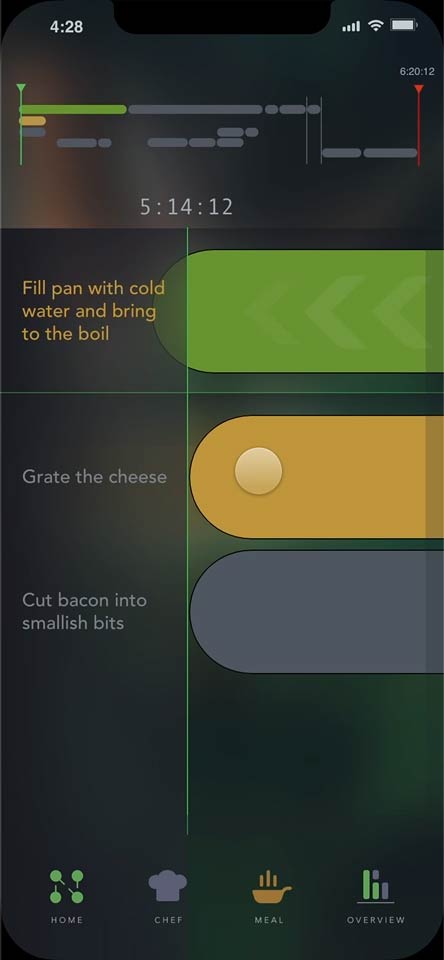 4:28
6:20:12
5:14:12
Fill pan with cold
water and bring
to the boil
Grate the cheese
Cut bacon into
smallish bits
HOME CHEF MEAL OVERVIEW